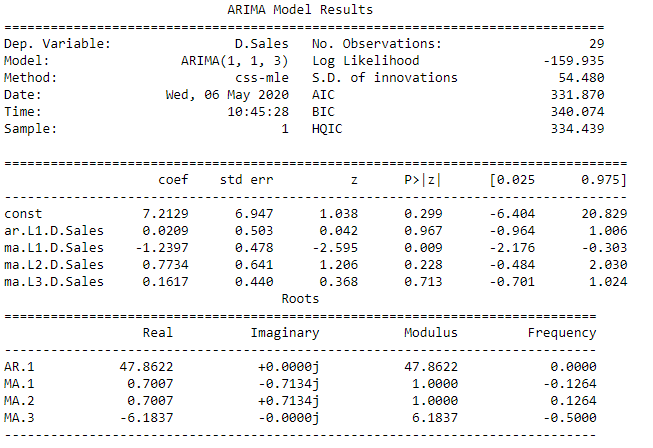 ARIMA Model Results
==============================================================================
Dep. Variable:                D.Sales   No. Observations:                   29
Model:                 ARIMA(1, 1, 3)   Log Likelihood                -159.935
Method:                       css-mle   S.D. of innovations             54.480
Date:                Wed, 06 May 2020   AIC                            331.870
Time:                        10:45:28   BIC                            340.074
Sample:                             1   HQIC                           334.439

=================================================================================
                    coef    std err          z      P>|z|      [0.025      0.975]
---------------------------------------------------------------------------------
const             7.2129      6.947      1.038      0.299      -6.404      20.829
ar.L1.D.Sales     0.0209      0.503      0.042      0.967      -0.964       1.006
ma.L1.D.Sales    -1.2397      0.478     -2.595      0.009      -2.176      -0.303
ma.L2.D.Sales     0.7734      0.641      1.206      0.228      -0.484       2.030
ma.L3.D.Sales     0.1617      0.440      0.368      0.713      -0.701       1.024
                                    Roots
=============================================================================
                  Real          Imaginary           Modulus         Frequency
-----------------------------------------------------------------------------
AR.1           47.8622           +0.0000j           47.8622            0.0000
MA.1            0.7007           -0.7134j            1.0000           -0.1264
MA.2            0.7007           +0.7134j            1.0000            0.1264
MA.3           -6.1837           -0.0000j            6.1837           -0.5000
-----------------------------------------------------------------------------